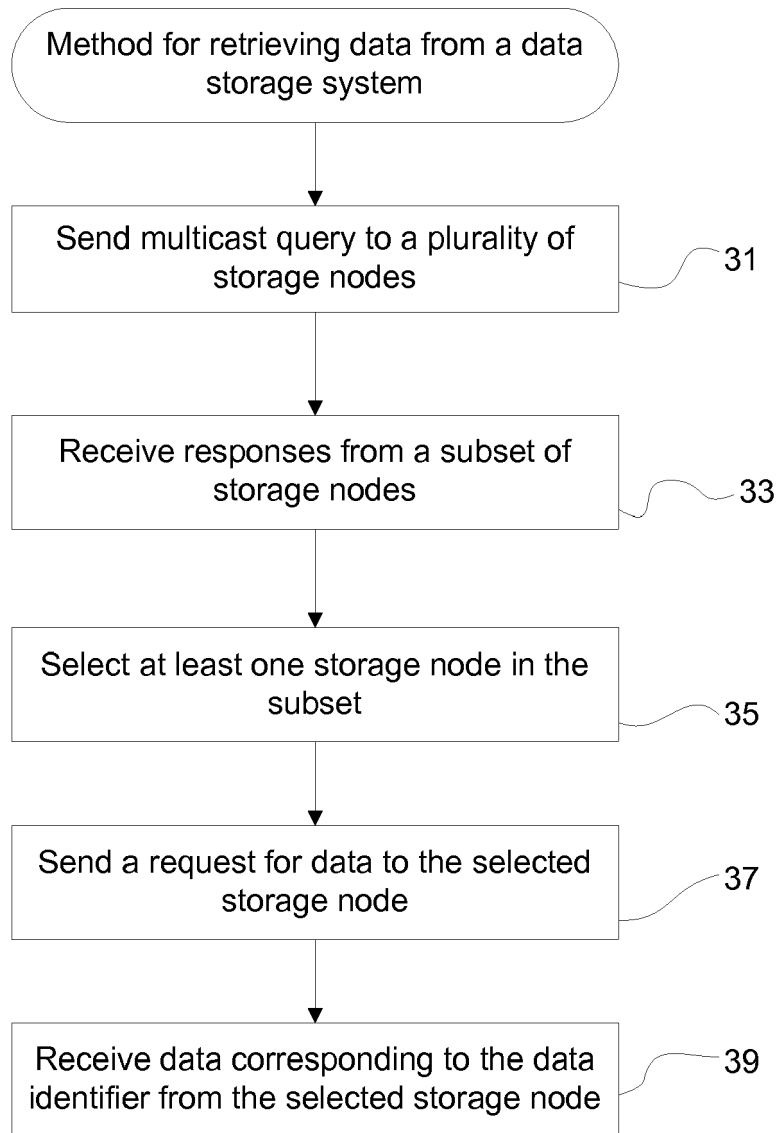 Method for retrieving data from a data
storage system
Send multicast query to a plurality of
storage nodes
31
Receive responses from a subset of
storage nodes
33
Select at least one storage node in the
subset
35
Send a request for data to the selected
storage node
37
Receive data corresponding to the data
identifier from the selected storage node
39